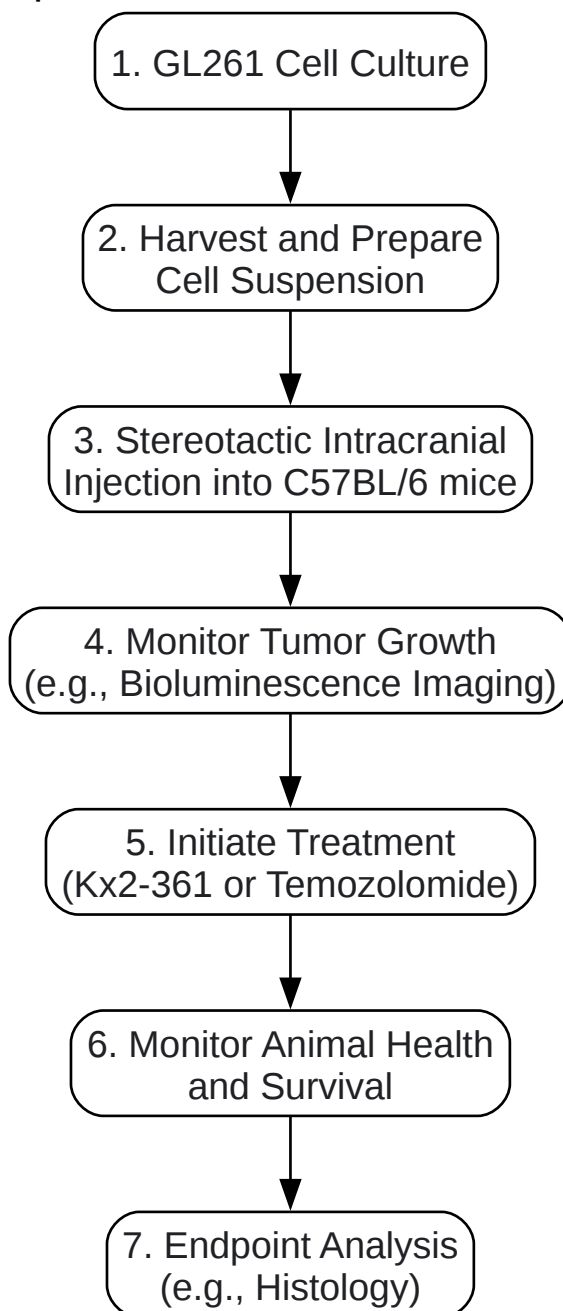 1. GL261 Cell Culture
2. Harvest and Prepare
Cell Suspension
3. Stereotactic Intracranial
Injection into C57BL/6 mice
4. Monitor Tumor Growth
(e.g., Bioluminescence Imaging)
5. Initiate Treatment
(Kx2-361 or Temozolomide)
6. Monitor Animal Health
and Survival
7. Endpoint Analysis
(e.g., Histology)